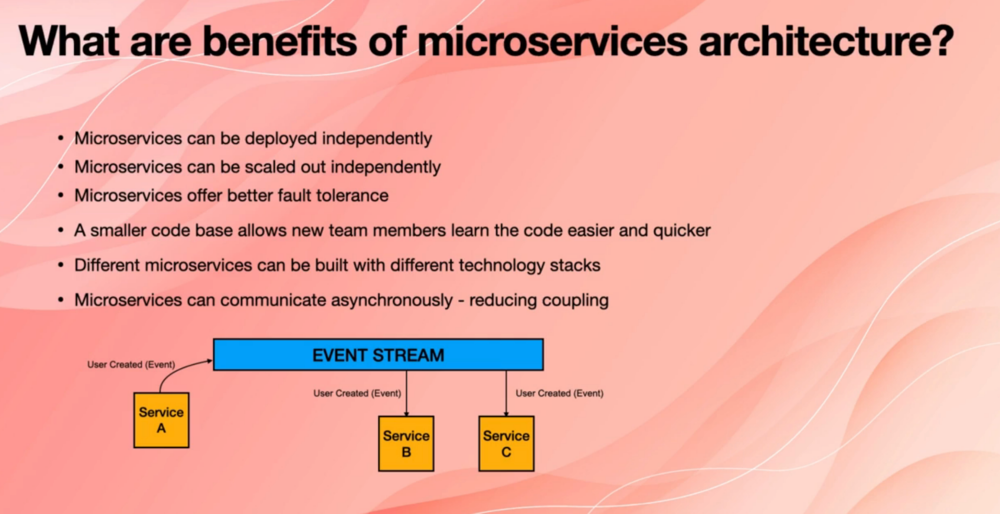 What are benefits of microservices architecture?
• Microservices can be deployed independently
• Microservices can be scaled out independently
• Microservices offer better fault tolerance
• A smaller code base allows new team members learn the code easier and quicker
• Different microservices can be built with different technology stacks
• Microservices can communicate asynchronously - reducing coupling
EVENT STREAM
User Created (Event)
User Created (Event)
User Created (Event)
Service
A
Service
B
Service
C